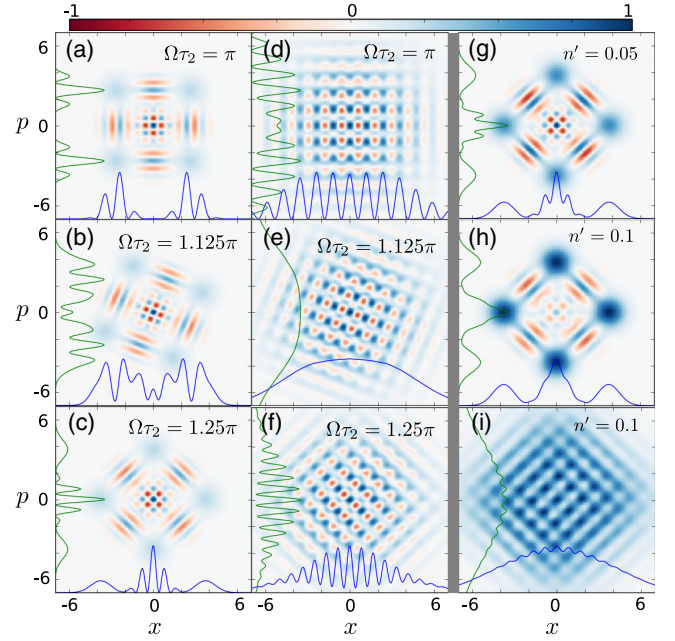 -1 0 1
(a) Ωτ₂ = π
(d) Ωτ₂ = π
(g) n′ = 0.05
6
p 0
-6
(b) Ωτ₂ = 1.125π
(e) Ωτ₂ = 1.125π
(h) n′ = 0.1
6
p 0
-6
(c) Ωτ₂ = 1.25π
(f) Ωτ₂ = 1.25π
(i) n′ = 0.1
6
p 0
-6
-6 0 6 -6 0 6 -6 0 6
x x x